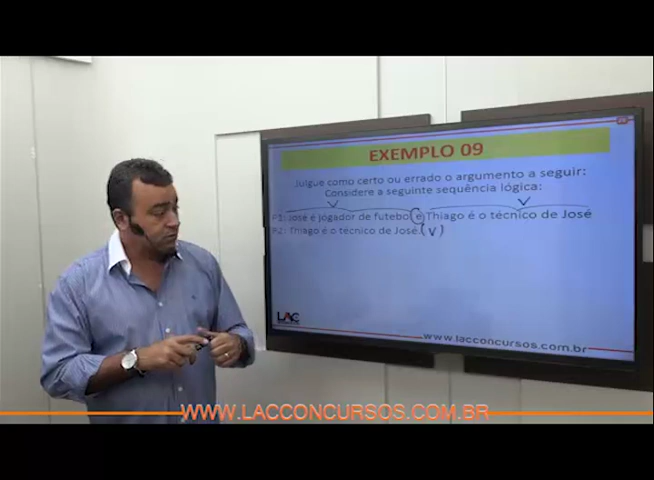 EXEMPLO 09
Julgue como certo ou errado o argumento a seguir:
Considere a seguinte sequência lógica:
V V
P1: José é jogador de futebol e Thiago é o técnico de José
P2: Thiago é o técnico de José. (V)
LAC
www.lacconcursos.com.br
WWW.LACCONCURSOS.COM.BR